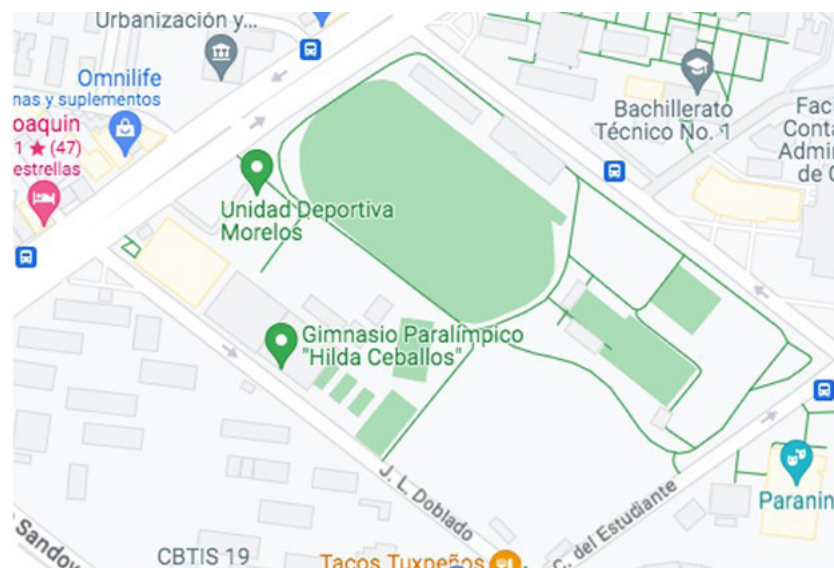 Urbanización y...
Omnilife
nas y suplementos
oaquin
1 ★ (47)
estrellas
Unidad Deportiva
Morelos
Bachillerato
Técnico No. 1
Fac
Conta
Admin
de C
Gimnasio Paralímpico
"Hilda Ceballos"
J. L. Doblado
C. del Estudiante
Paranin
Sandov
CBTIS 19
Tacos Tuxpeños